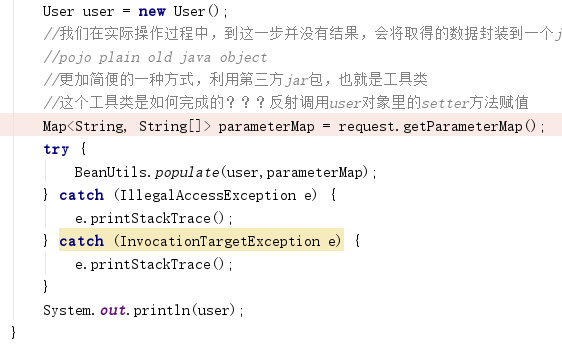 User user = new User();
//我们在实际操作过程中，到这一步并没有结果，会将取得的数据封装到一个
//pojo plain old java object
//更加简便的一种方式，利用第三方jar包，也就是工具类
//这个工具类是如何完成的？？？反射调用user对象里的setter方法赋值
Map<String, String[]> parameterMap = request.getParameterMap();
try {
BeanUtils.populate(user,parameterMap);
} catch (IllegalAccessException e) {
e.printStackTrace();
} catch (InvocationTargetException e) {
e.printStackTrace();
}
System.out.println(user);
}